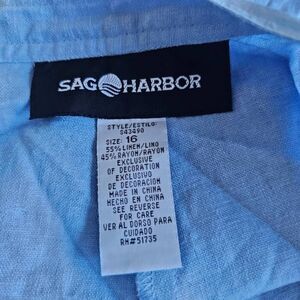 SAG HARBOR
STYLE/ESTILO:
S43490
SIZE: 16
55% LINEN/LINO
45% RAYON/RAYON
EXCLUSIVE
OF DECORATION
EXCLUSIVO
DE DECORACION
MADE IN CHINA
HECHO EN CHINA
SEE REVERSE
FOR CARE
VER AL DORSO PARA
CUIDADO
RN#51735